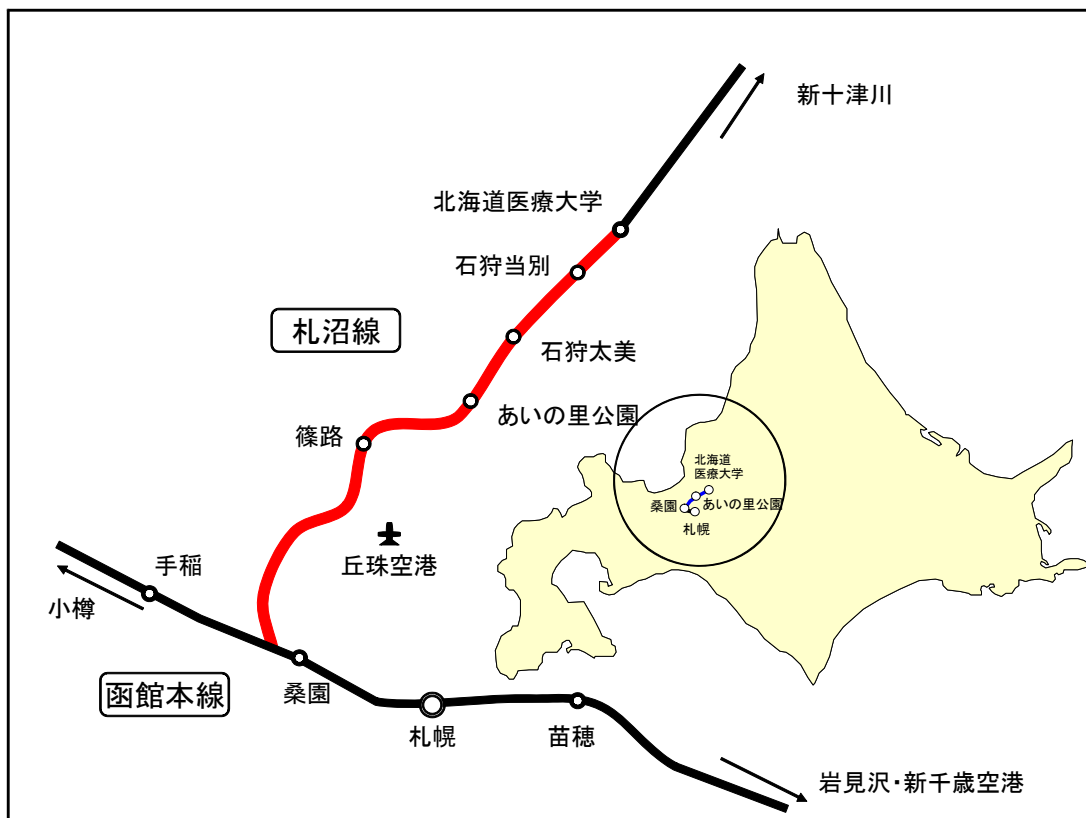 新十津川
北海道医療大学
石狩当別
札沼線
石狩太美
あいの里公園
篠路
北海道
医療大学
桑園
あいの里公園
札幌
丘珠空港
手稲
小樽
函館本線
桑園
札幌
苗穂
岩見沢・新千歳空港